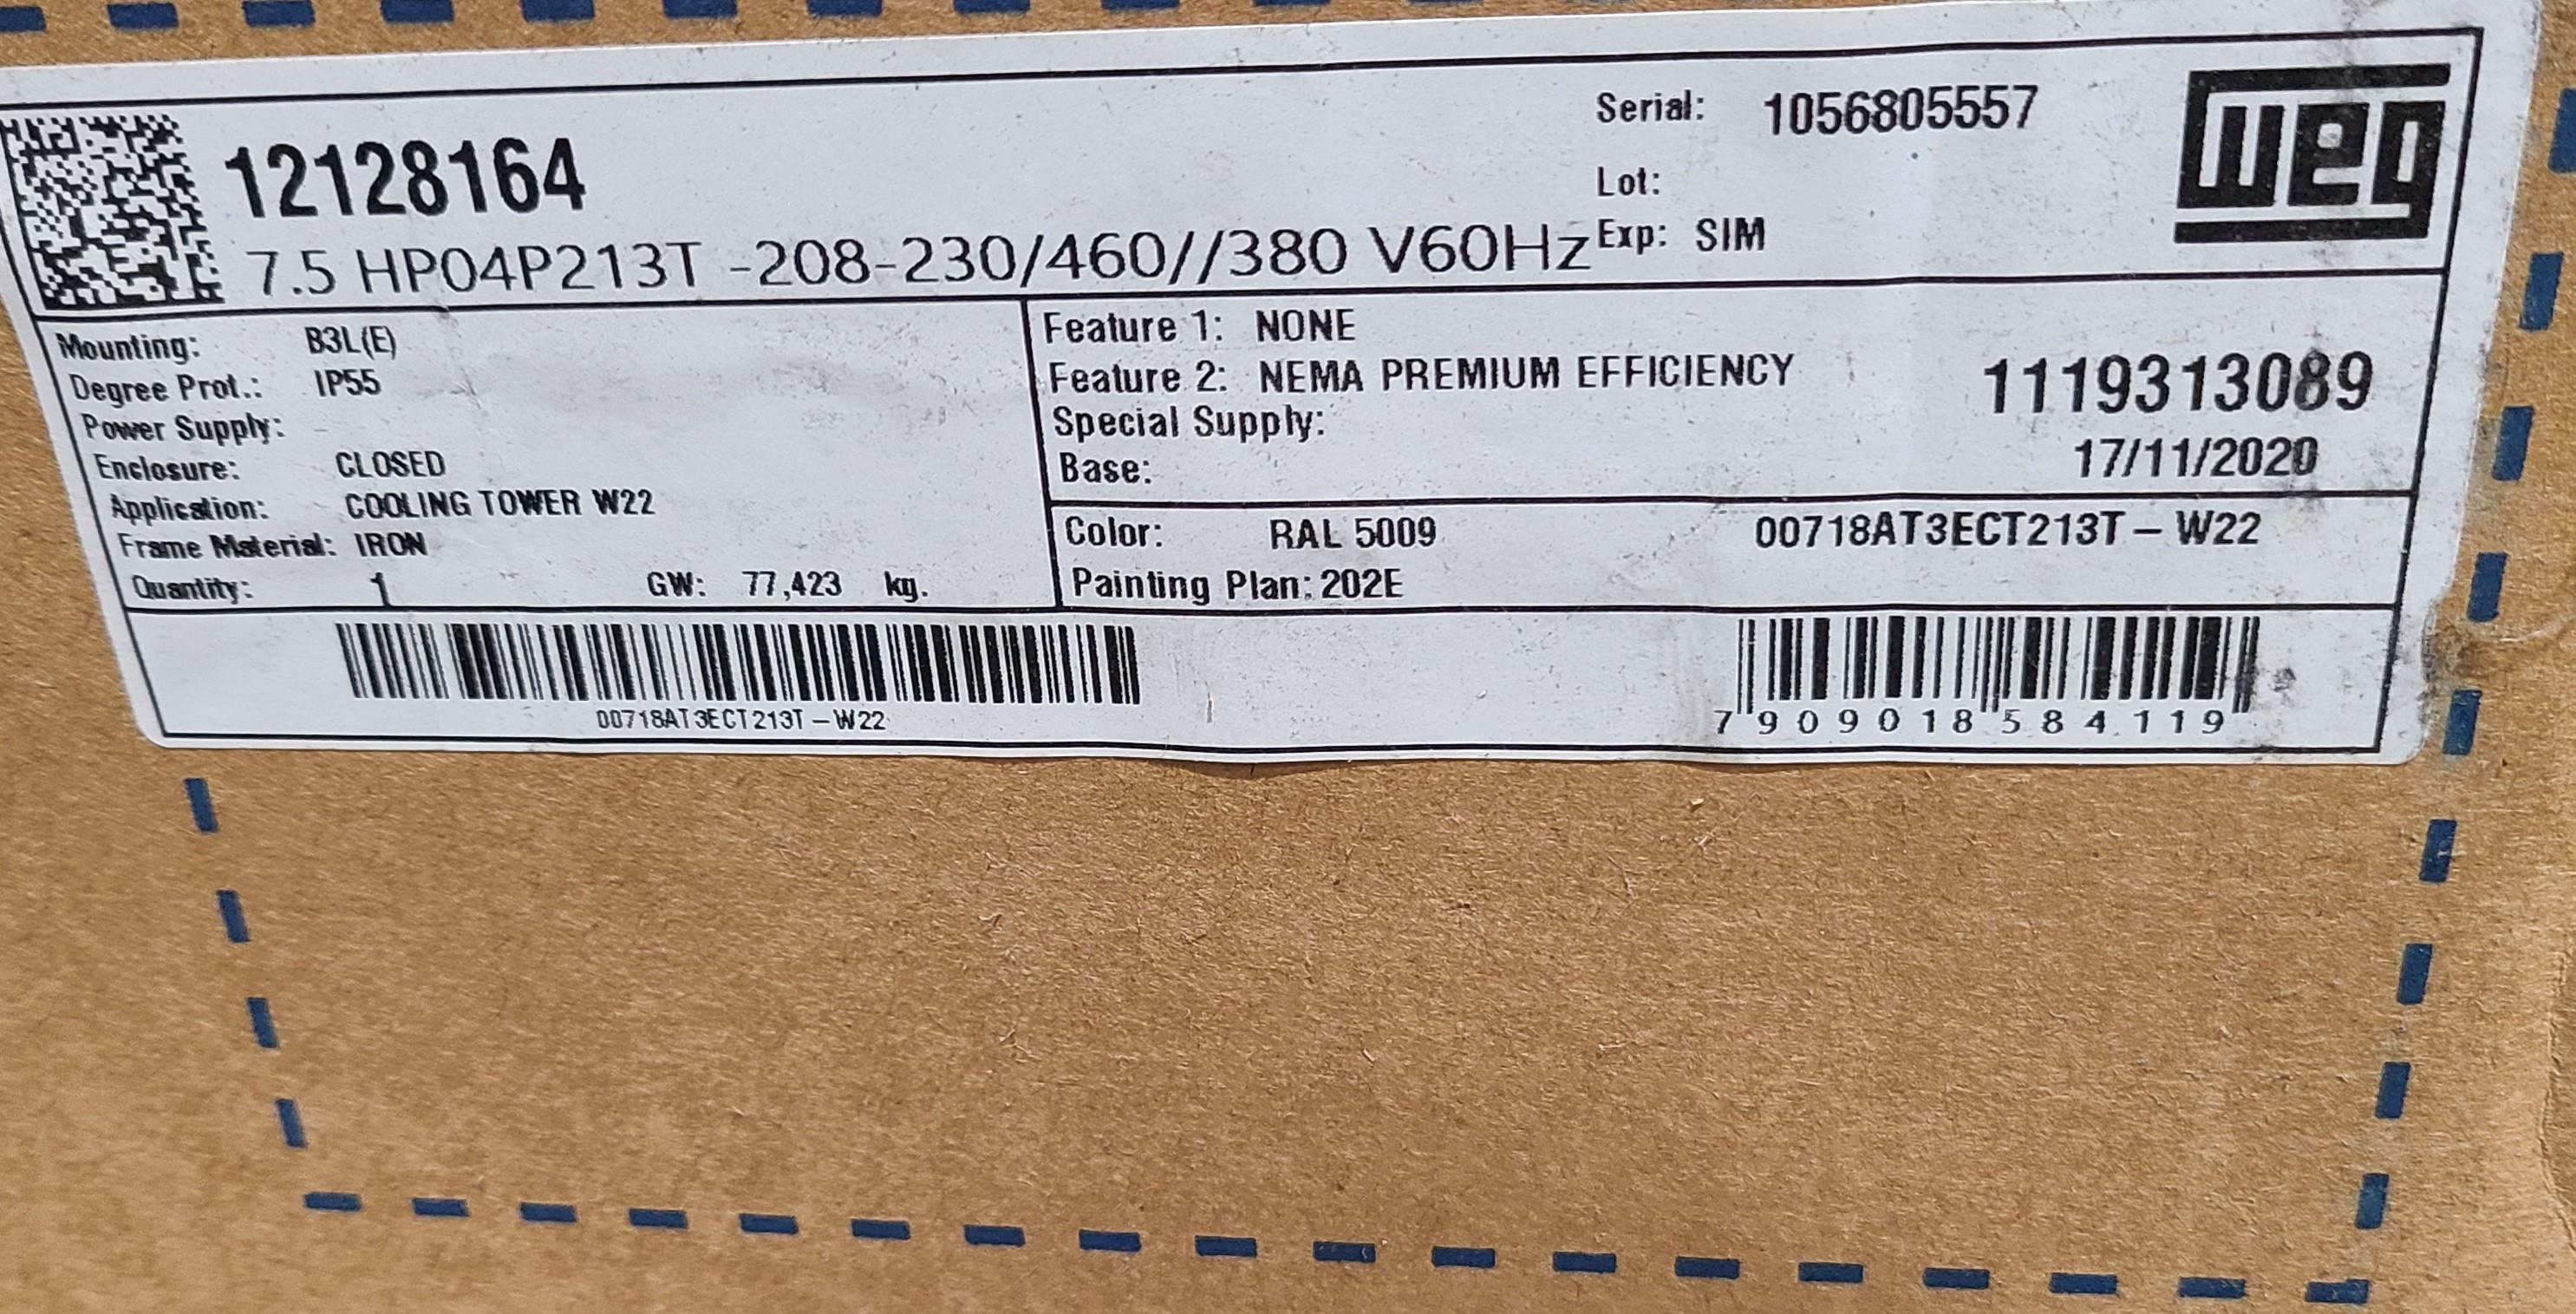 12128164
Serial: 1056805557
weg
Lot:
7.5 HP04P213T -208-230/460//380 V60Hz
Exp: SIM
Mounting: B3L(E)
Degree Prot.: IP55
Power Supply:
Enclosure: CLOSED
Application: COOLING TOWER W22
Frame Material: IRON
Quantity: 1 GW: 77,423 kg.
Feature 1: NONE
Feature 2: NEMA PREMIUM EFFICIENCY
Special Supply:
Base:
1119313089
17/11/2020
Color: RAL 5009
00718AT3ECT213T – W22
Painting Plan: 202E
00718AT3ECT213T – W22
7 909018 584119